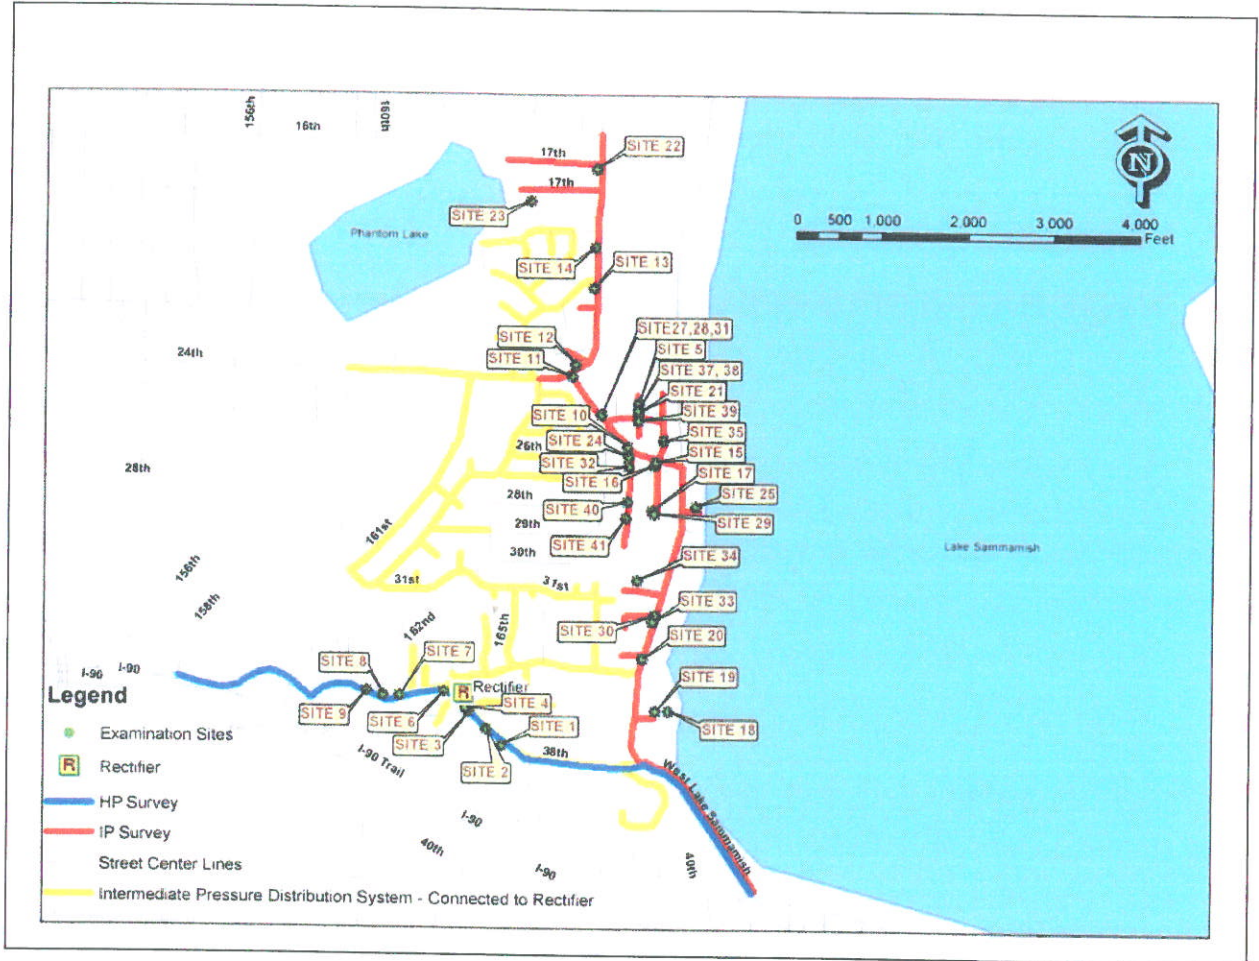 156th
16th
160th
N
17th
SITE 22
17th
SITE 23
0 500 1 000 2 000 3 000 4 000
Feet
Phantom Lake
SITE 14
SITE 13
SITE27,28,31
SITE 12
SITE 5
24th
SITE 11
SITE 37, 38
SITE 21
SITE 10
SITE 39
SITE 24
26th
SITE 35
SITE 32
SITE 15
28th
SITE 16
SITE 17
28th
SITE 25
SITE 40
29th
SITE 29
161st
SITE 41
30th
Lake Sammamish
SITE 34
156th
31st
31st
158th
SITE 33
162nd
165th
SITE 30
SITE 20
SITE 8
SITE 7
I-90
I-90
Rectifier
SITE 19
Legend
R
SITE 4
SITE 9
SITE 6
SITE 1
SITE 18
SITE 3
Examination Sites
38th
I-90 Trail
SITE 2
West Lake Sammamish
R
Rectifier
HP Survey
I-90
IP Survey
40th
40th
I-90
Street Center Lines
Intermediate Pressure Distribution System - Connected to Rectifier